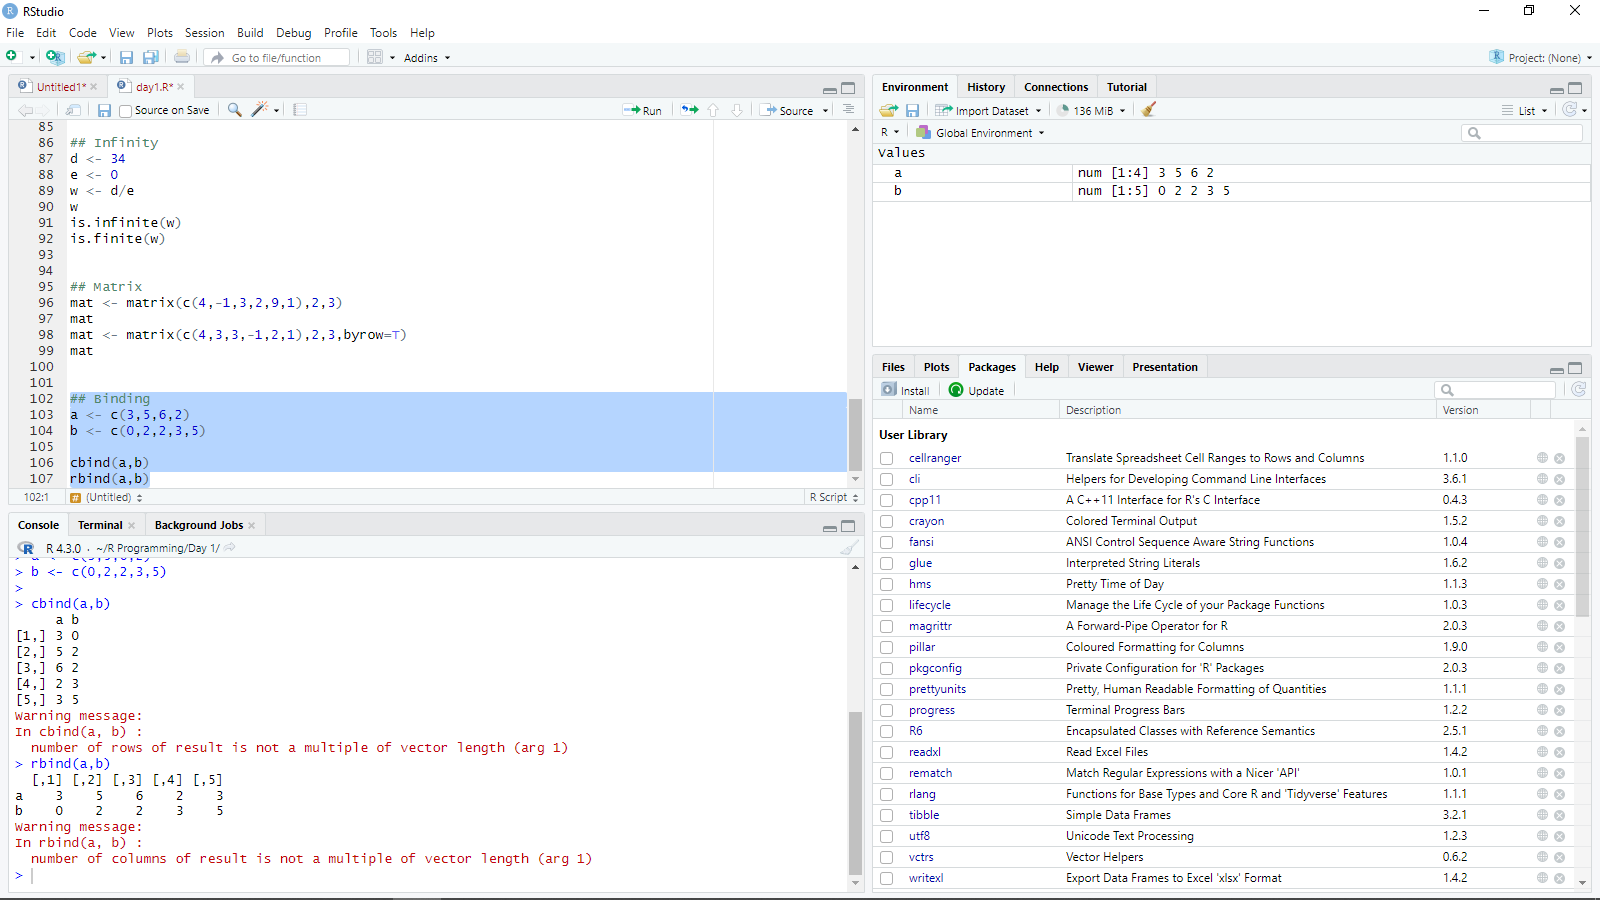 RStudio
File Edit Code View Plots Session Build Debug Profile Tools Help
Go to file/function Addins Project: (None)
Untitled1* day1.R*
Source on Save Run Source
85
86 ## Infinity
87 d <- 34
88 e <- 0
89 w <- d/e
90 w
91 is.infinite(w)
92 is.finite(w)
93
94
95 ## Matrix
96 mat <- matrix(c(4,-1,3,2,9,1),2,3)
97 mat
98 mat <- matrix(c(4,3,3,-1,2,1),2,3,byrow=T)
99 mat
100
101
102 ## Binding
103 a <- c(3,5,6,2)
104 b <- c(0,2,2,3,5)
105
106 cbind(a,b)
107 rbind(a,b)
102:1 # (Untitled) R Script
Console Terminal Background Jobs
R 4.3.0 · ~/R Programming/Day 1/
> a <- c(3,5,6,2)
> b <- c(0,2,2,3,5)
>
> cbind(a,b)
a b
[1,] 3 0
[2,] 5 2
[3,] 6 2
[4,] 2 3
[5,] 3 5
Warning message:
In cbind(a, b) :
number of rows of result is not a multiple of vector length (arg 1)
> rbind(a,b)
[,1] [,2] [,3] [,4] [,5]
a 3 5 6 2 3
b 0 2 2 3 5
Warning message:
In rbind(a, b) :
number of columns of result is not a multiple of vector length (arg 1)
>
Environment History Connections Tutorial
Import Dataset 136 MiB List
R Global Environment
Values
a num [1:4] 3 5 6 2
b num [1:5] 0 2 2 3 5
Files Plots Packages Help Viewer Presentation
Install Update
Name Description Version
User Library
cellranger Translate Spreadsheet Cell Ranges to Rows and Columns 1.1.0
cli Helpers for Developing Command Line Interfaces 3.6.1
cpp11 A C++11 Interface for R's C Interface 0.4.3
crayon Colored Terminal Output 1.5.2
fansi ANSI Control Sequence Aware String Functions 1.0.4
glue Interpreted String Literals 1.6.2
hms Pretty Time of Day 1.1.3
lifecycle Manage the Life Cycle of your Package Functions 1.0.3
magrittr A Forward-Pipe Operator for R 2.0.3
pillar Coloured Formatting for Columns 1.9.0
pkgconfig Private Configuration for 'R' Packages 2.0.3
prettyunits Pretty, Human Readable Formatting of Quantities 1.1.1
progress Terminal Progress Bars 1.2.2
R6 Encapsulated Classes with Reference Semantics 2.5.1
readxl Read Excel Files 1.4.2
rematch Match Regular Expressions with a Nicer 'API' 1.0.1
rlang Functions for Base Types and Core R and 'Tidyverse' Features 1.1.1
tibble Simple Data Frames 3.2.1
utf8 Unicode Text Processing 1.2.3
vctrs Vector Helpers 0.6.2
writexl Export Data Frames to Excel 'xlsx' Format 1.4.2